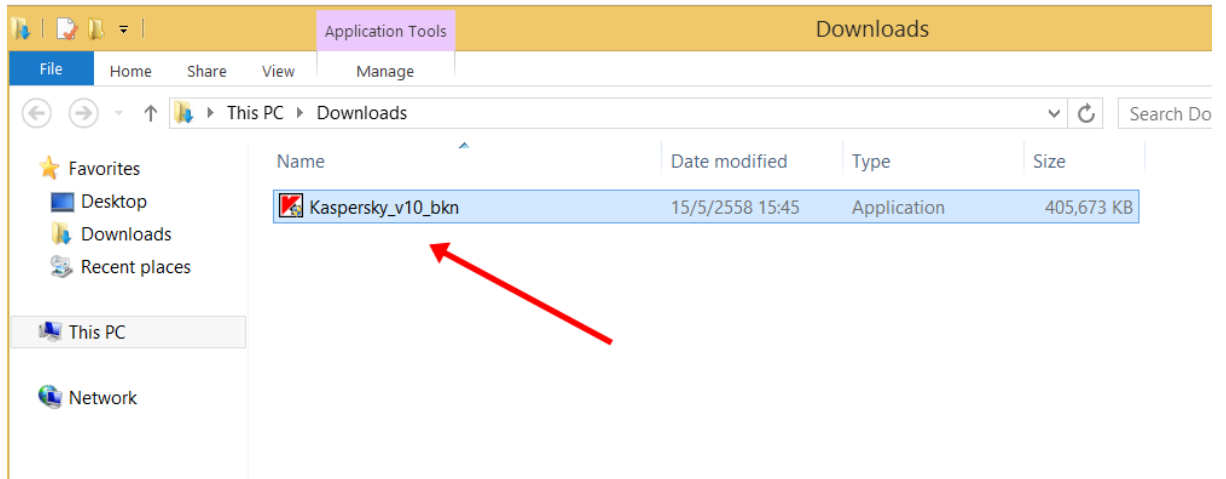 Application Tools
Downloads
File
Home
Share
View
Manage
This PC
Downloads
Search Do
Favorites
Desktop
Downloads
Recent places
This PC
Network
Name
Date modified
Type
Size
Kaspersky_v10_bkn
15/5/2558 15:45
Application
405,673 KB